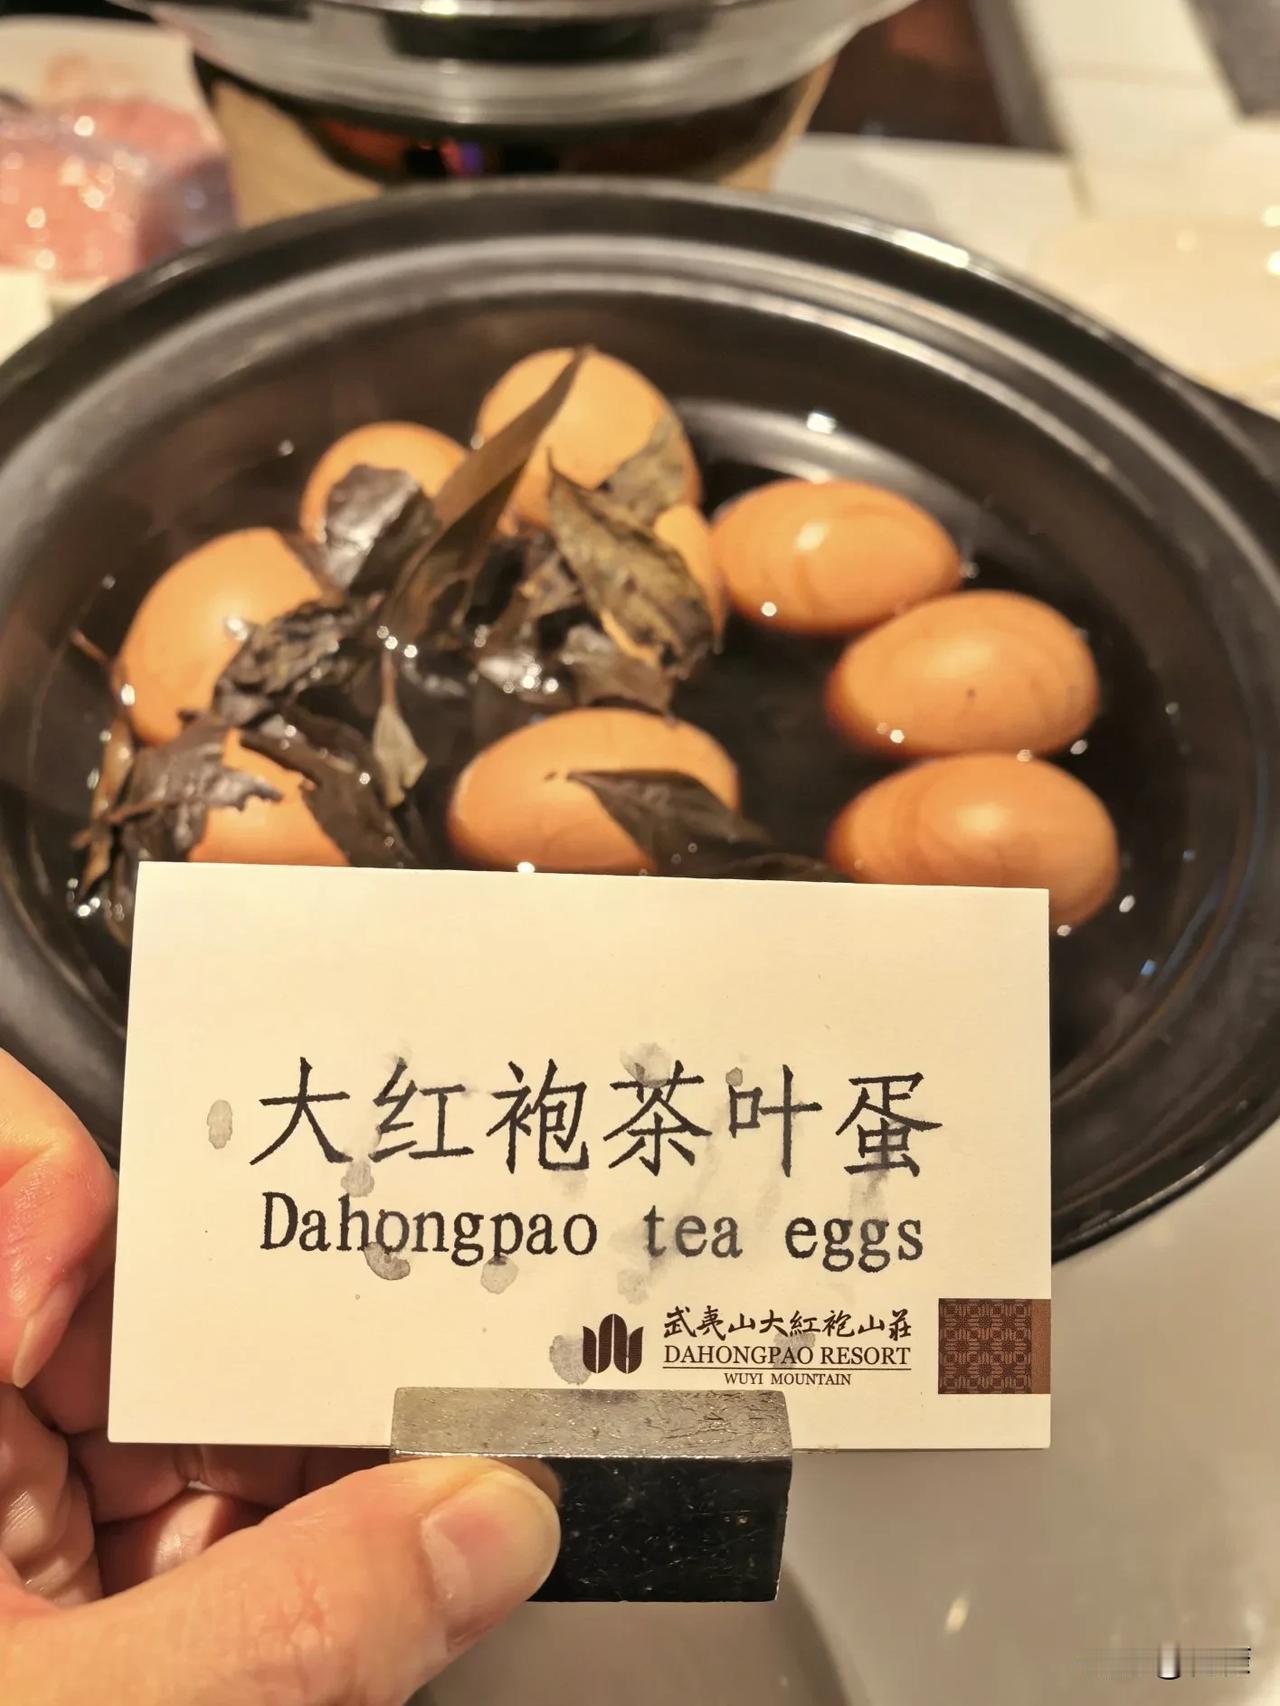 大红袍茶叶蛋
Dahongpao tea eggs
武夷山大紅袍山莊
DAHONGPAO RESORT
WUYI MOUNTAIN